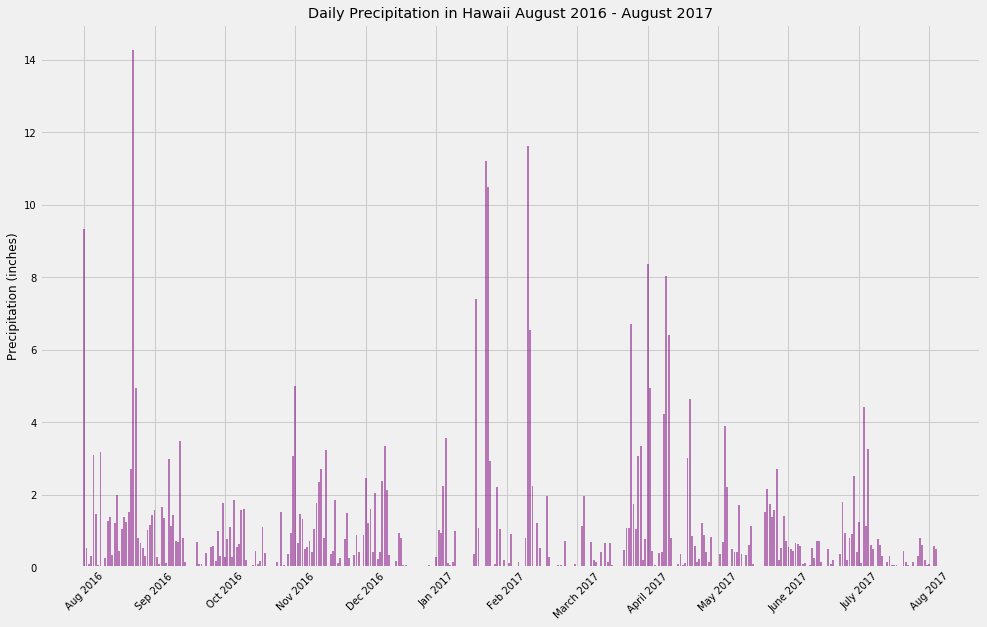 Daily Precipitation in Hawaii August 2016 - August 2017
Precipitation (inches)
14
12
10
8
6
4
2
0
Aug 2016
Sep 2016
Oct 2016
Nov 2016
Dec 2016
Jan 2017
Feb 2017
March 2017
April 2017
May 2017
June 2017
July 2017
Aug 2017